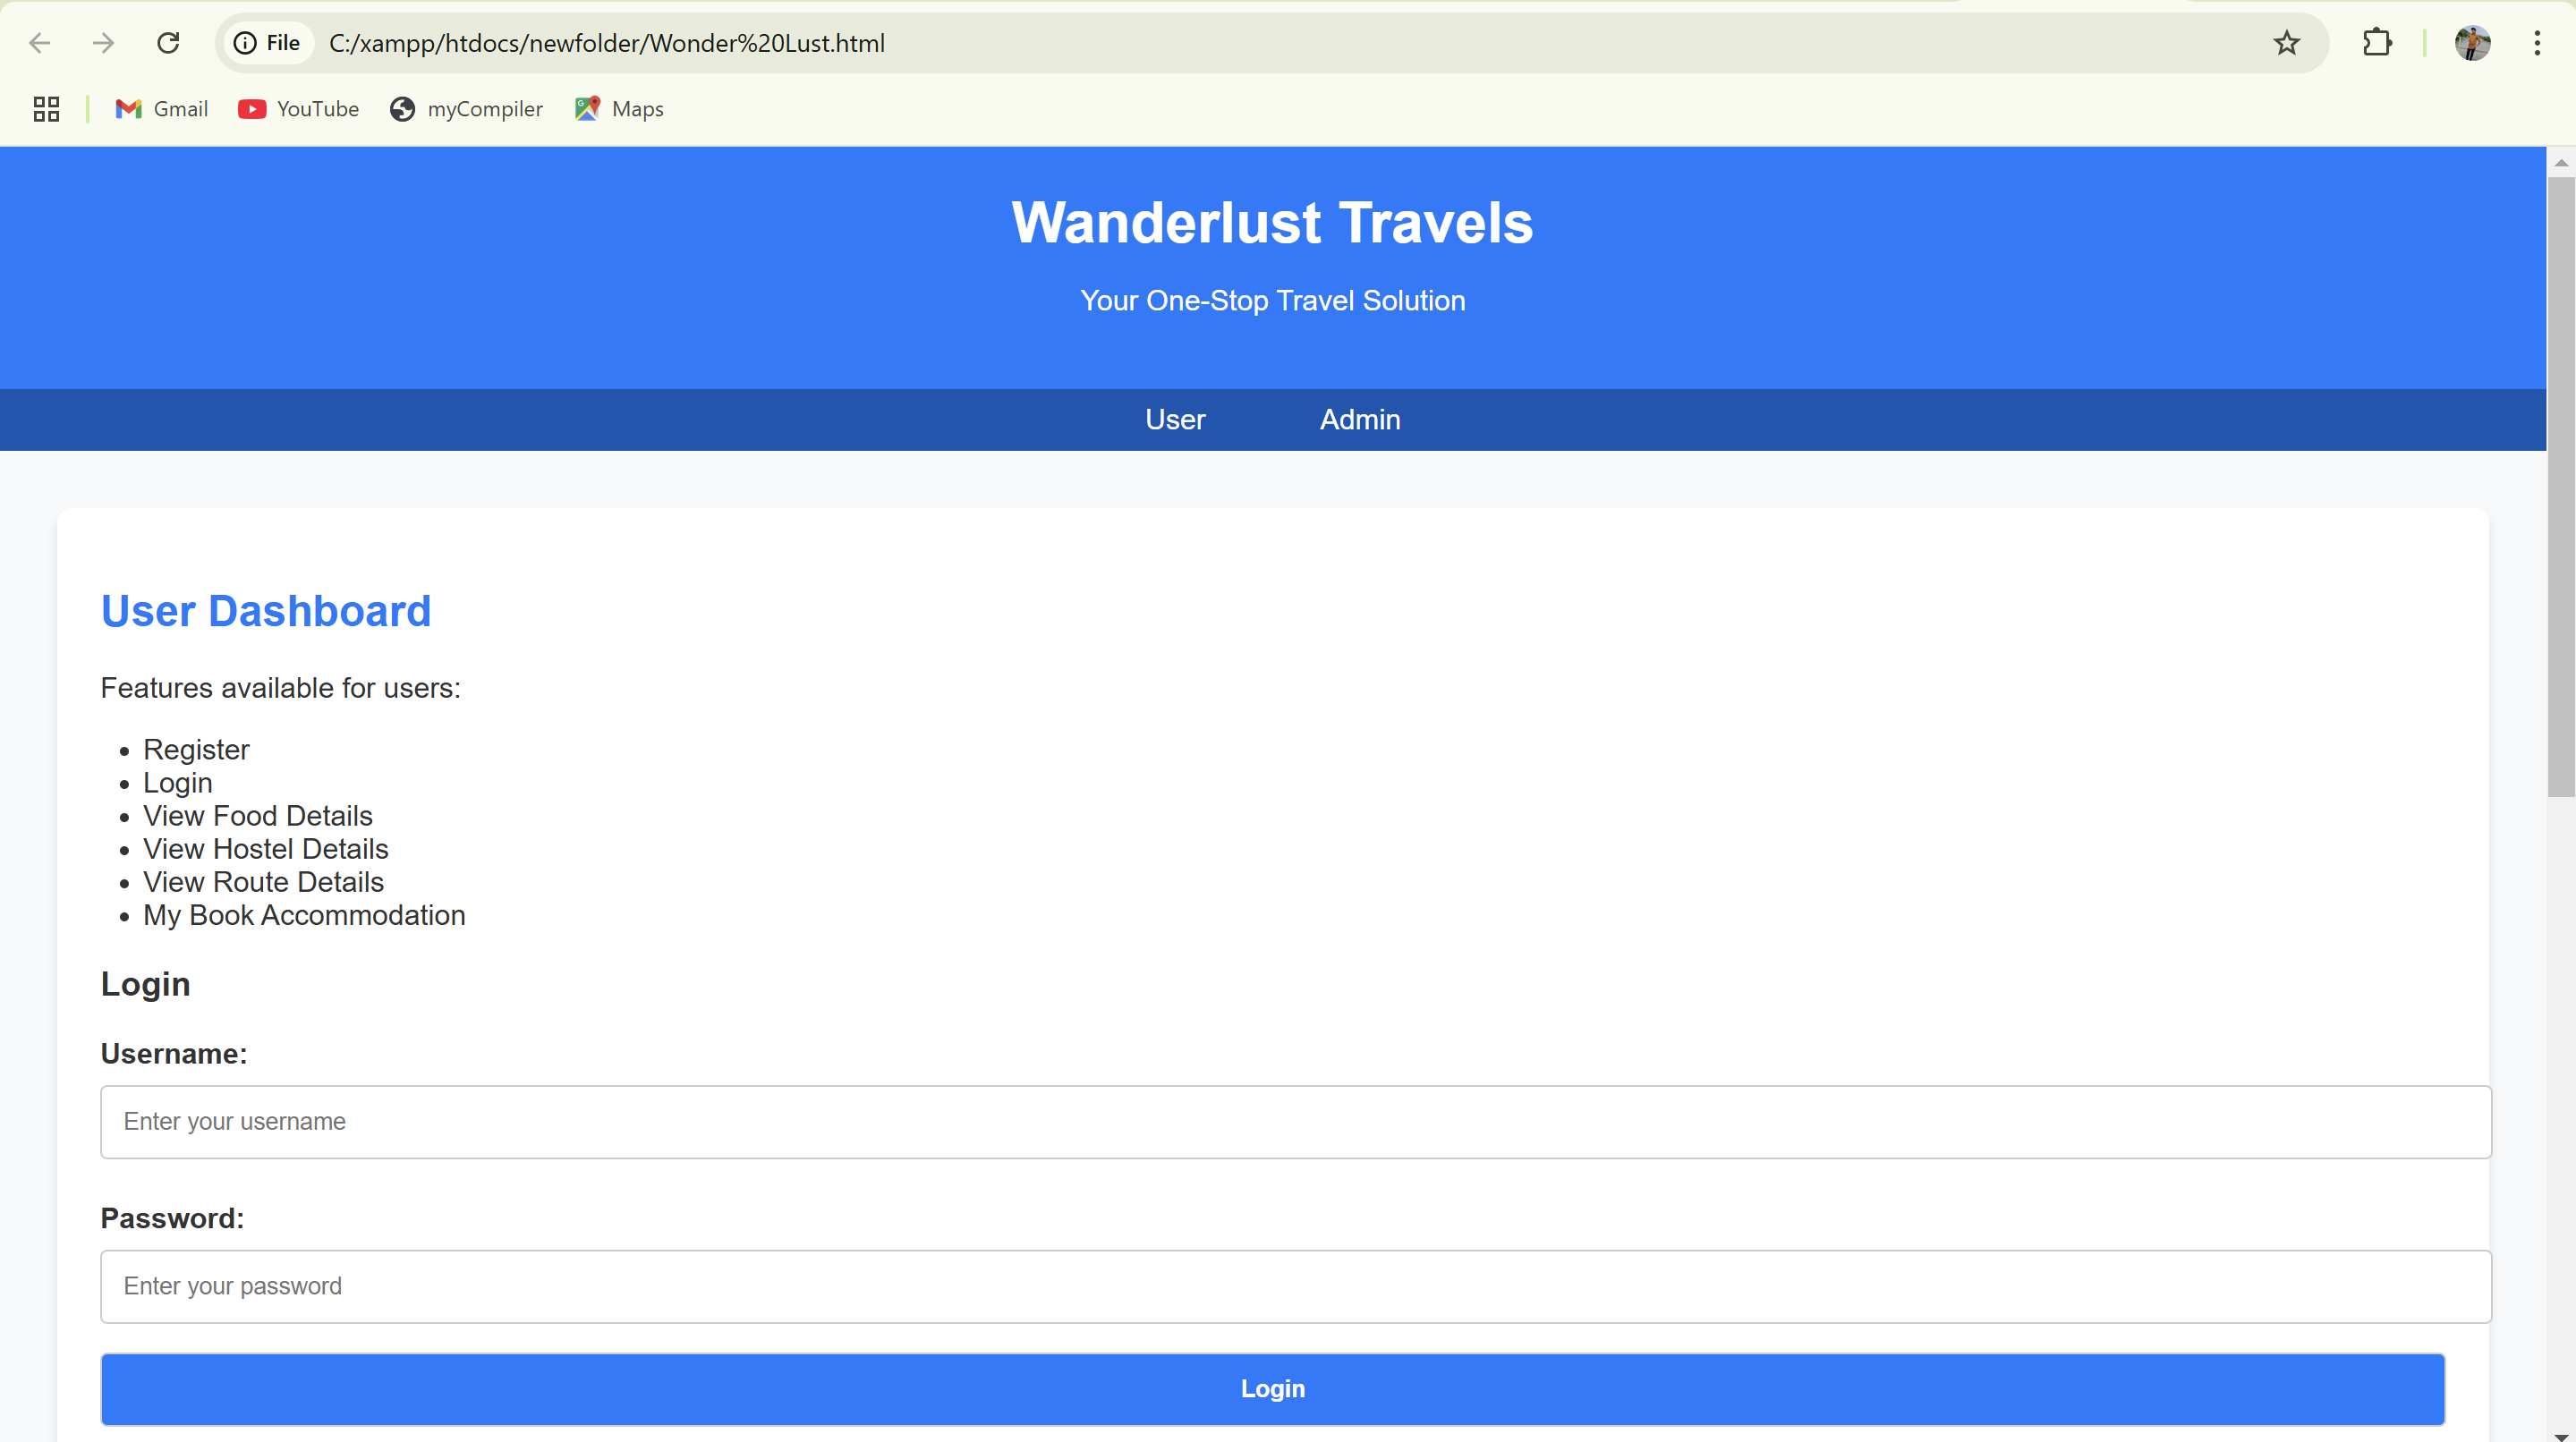 File C:/xampp/htdocs/newfolder/Wonder%20Lust.html
Gmail YouTube myCompiler Maps
Wanderlust Travels
Your One-Stop Travel Solution
User Admin
User Dashboard
Features available for users:
Register
Login
View Food Details
View Hostel Details
View Route Details
My Book Accommodation
Login
Username:
Enter your username
Password:
Enter your password
Login